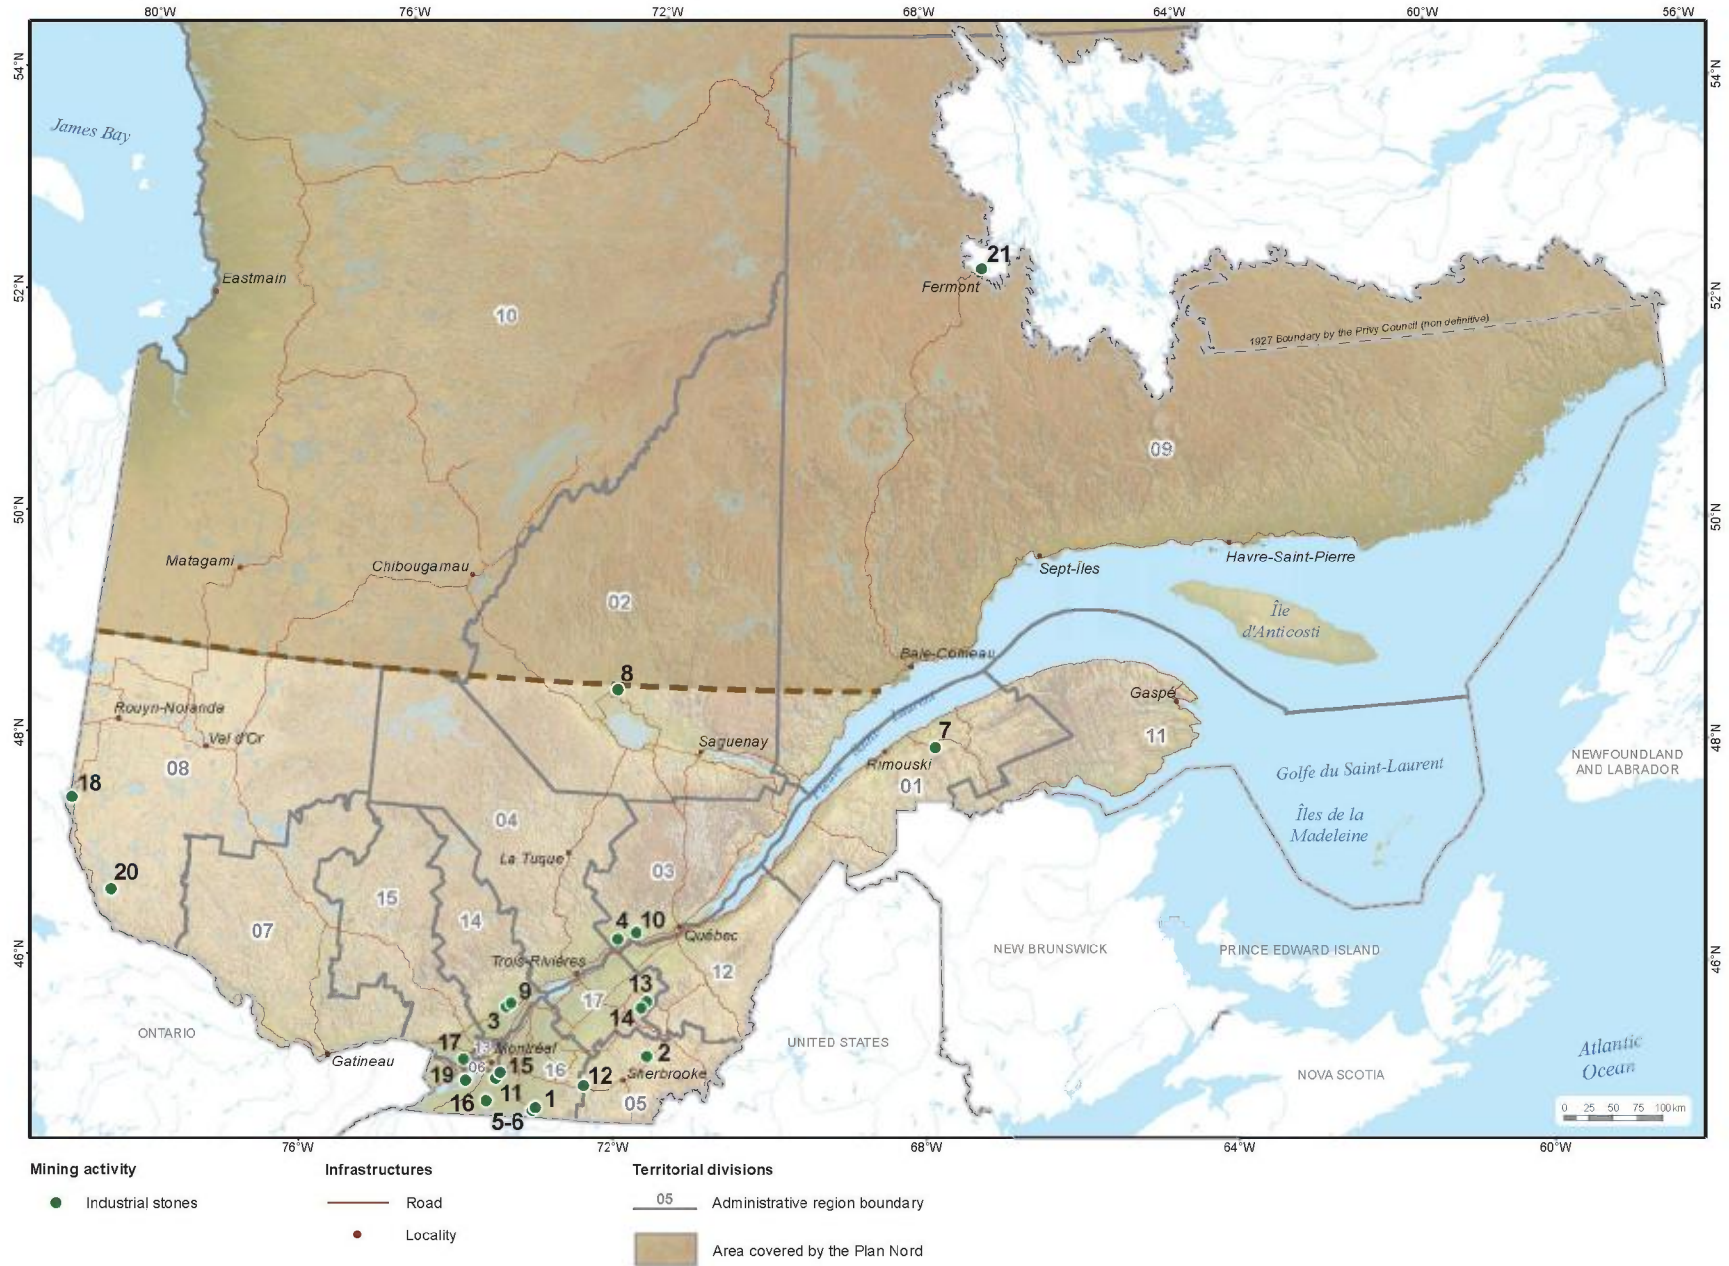 80°W 76°W 72°W 68°W 64°W 60°W 56°W
54°N
54°N
James Bay
21
Fermont
Eastmain
52°N
52°N
10
1927 Boundary by the Privy Council (non definitive)
09
50°N
50°N
Matagami
Chibougamau
Sept-Îles
Havre-Saint-Pierre
02
Île
d'Anticosti
Baie-Comeau
8
Gaspé
Rouyn-Noranda
Val d'Or
Saguenay
7
11
48°N
48°N
08
Rimouski
01
Golfe du Saint-Laurent
NEWFOUNDLAND
AND LABRADOR
18
04
Îles de la
Madeleine
La Tuque
03
20
15
14
07
4
10
Québec
46°N
46°N
NEW BRUNSWICK
PRINCE EDWARD ISLAND
Trois-Rivières
12
9
17
13
3
14
ONTARIO
Gatineau
17
13
Montréal
06
15
16
2
UNITED STATES
Atlantic
Ocean
19
11
12
Sherbrooke
NOVA SCOTIA
16
1
05
5-6
0 25 50 75 100 km
76°W 72°W 68°W 64°W 60°W
Mining activity
Industrial stones
Infrastructures
Road
Locality
Territorial divisions
05
Administrative region boundary
Area covered by the Plan Nord